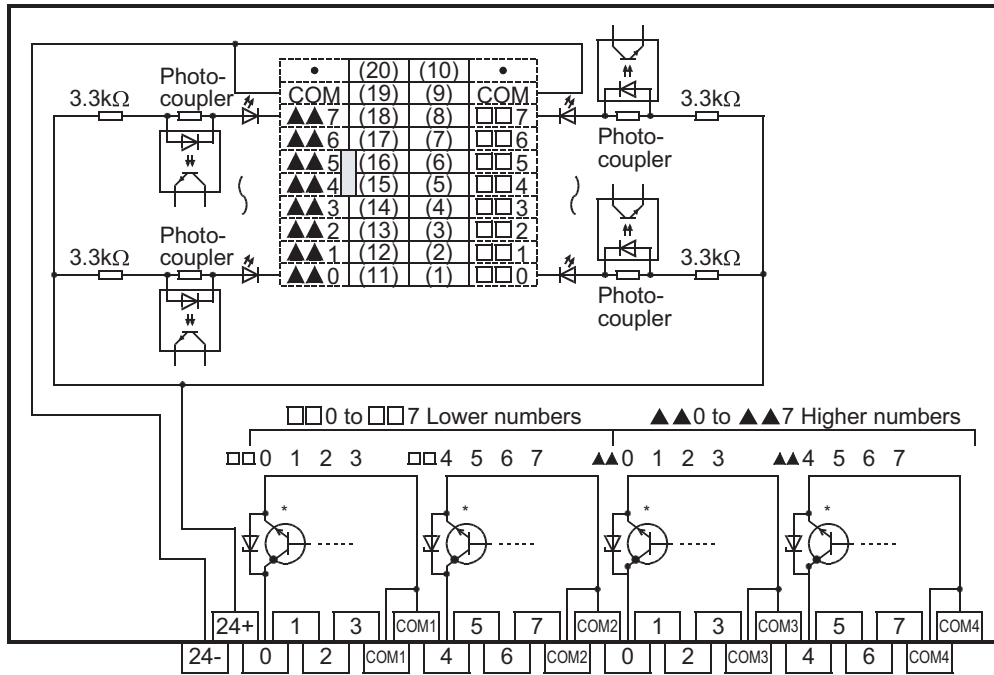 • (20) (10) •
COM (19) (9) COM
▲▲7 (18) (8) □□7
▲▲6 (17) (7) □□6
▲▲5 (16) (6) □□5
▲▲4 (15) (5) □□4
▲▲3 (14) (4) □□3
▲▲2 (13) (3) □□2
▲▲1 (12) (2) □□1
▲▲0 (11) (1) □□0
3.3kΩ
Photo-
coupler
3.3kΩ
Photo-
coupler
3.3kΩ
Photo-
coupler
3.3kΩ
Photo-
coupler
□□0 to □□7 Lower numbers ▲▲0 to ▲▲7 Higher numbers
□□0 1 2 3 □□4 5 6 7 ▲▲0 1 2 3 ▲▲4 5 6 7
* * * *
24+ 1 3 COM1 5 7 COM2 1 3 COM3 5 7 COM4
24- 0 2 COM1 4 6 COM2 0 2 COM3 4 6 COM4